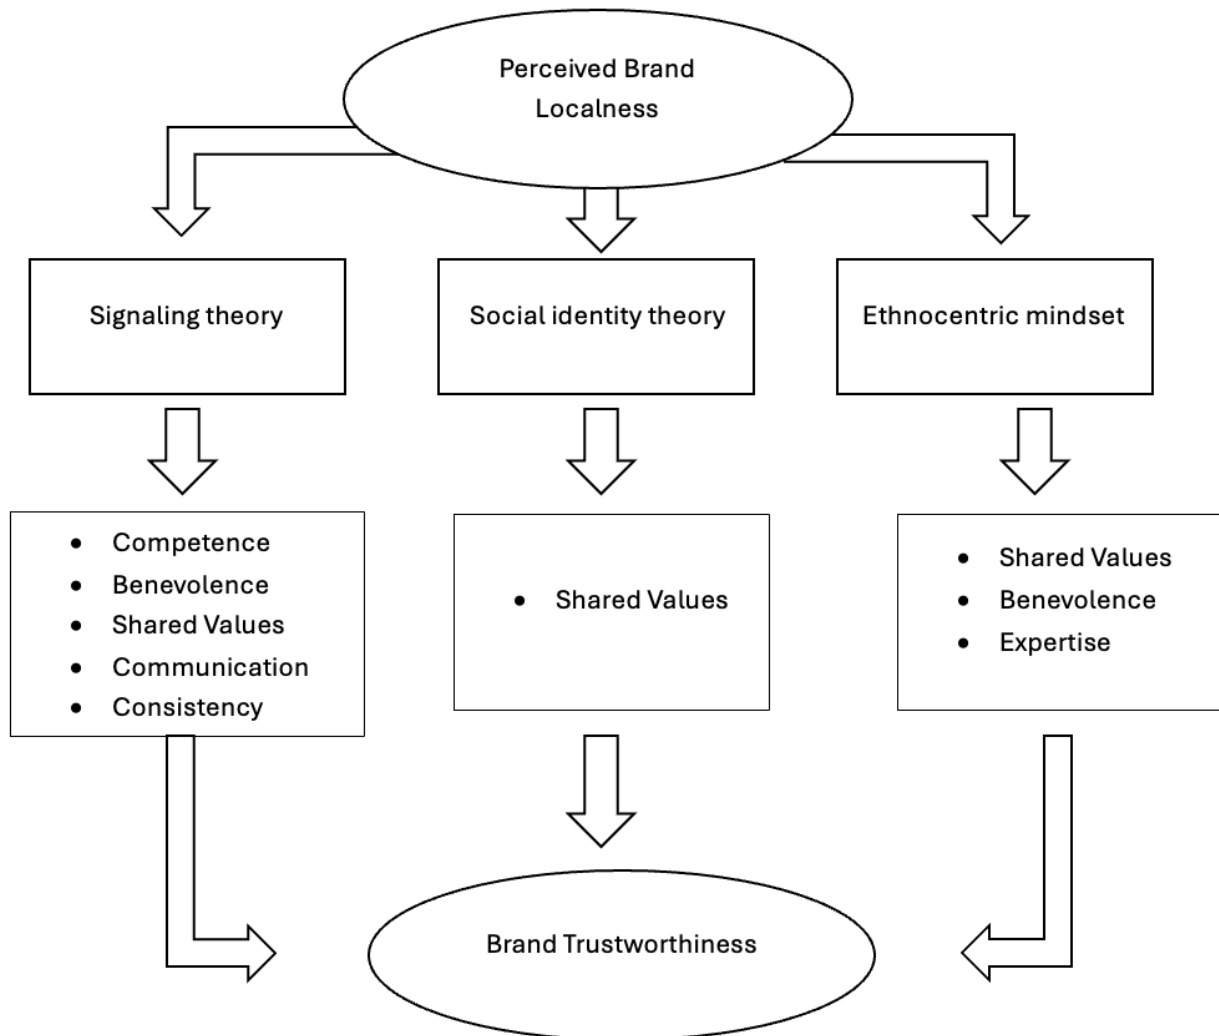 Perceived Brand
Localness
Signaling theory
Social identity theory
Ethnocentric mindset
• Competence
• Benevolence
• Shared Values
• Communication
• Consistency
• Shared Values
• Shared Values
• Benevolence
• Expertise
Brand Trustworthiness